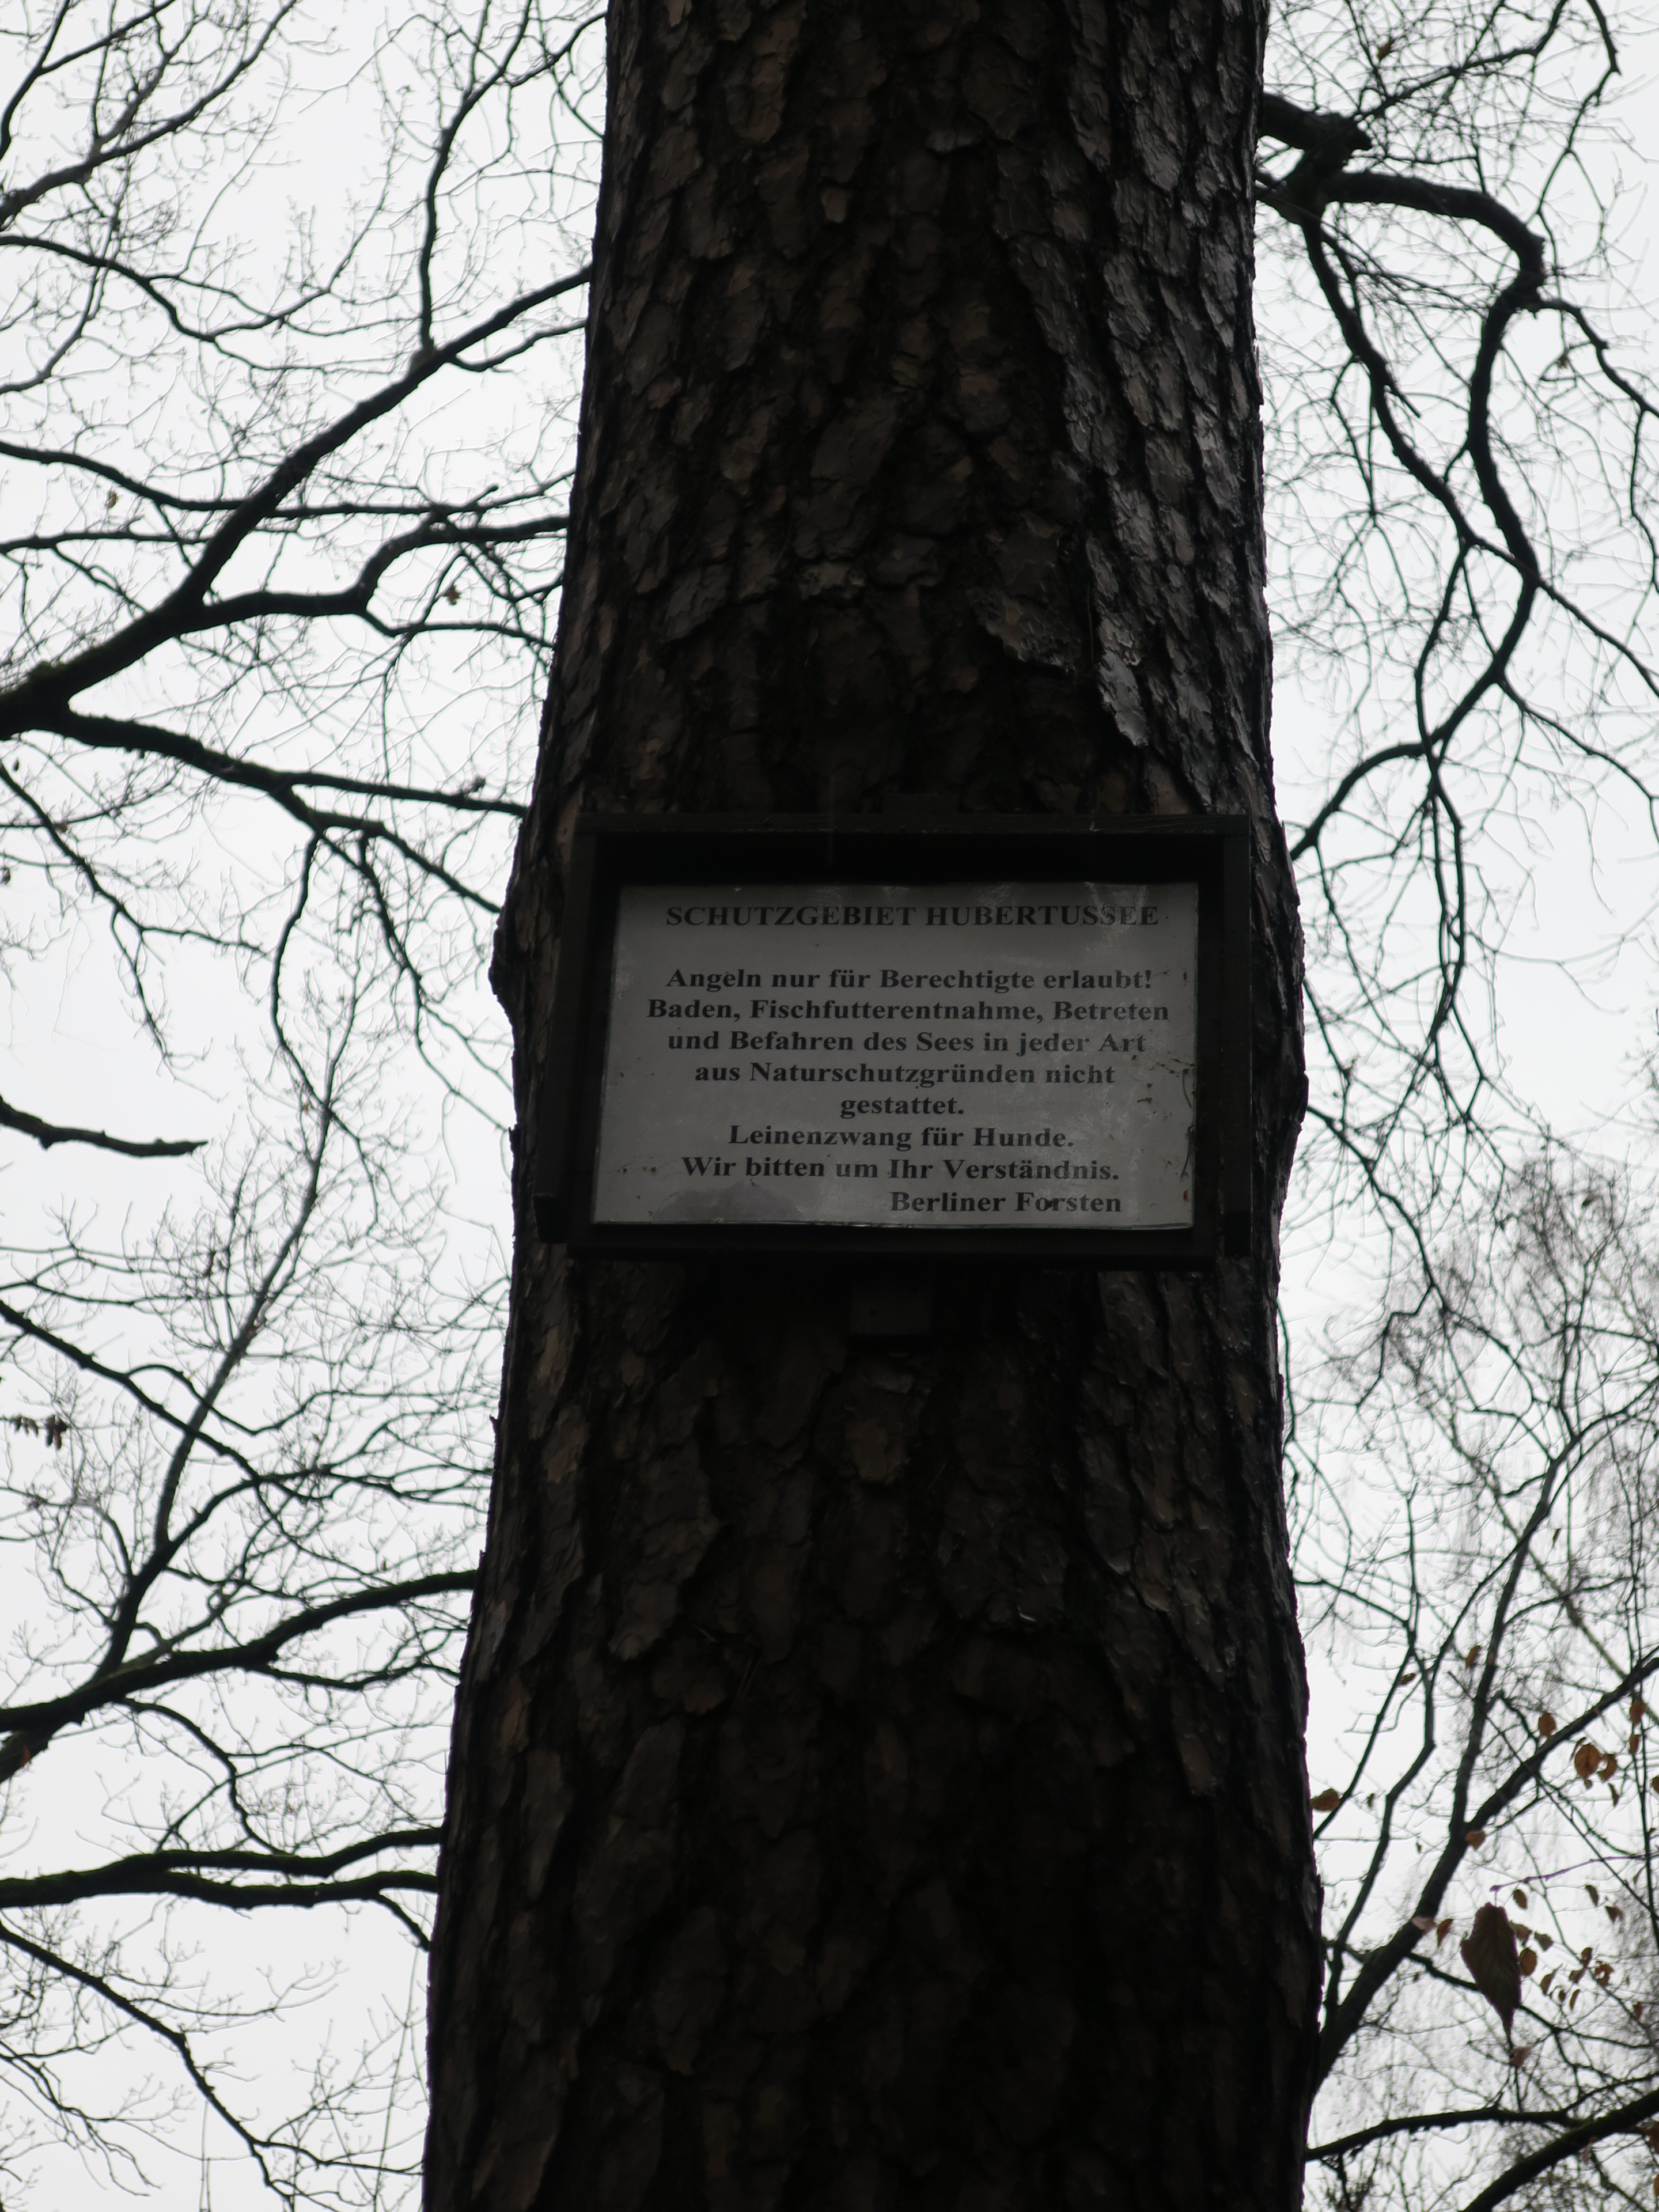 SCHUTZGEBIET HUBERTUSSEE
Angeln nur für Berechtigte erlaubt!
Baden, Fischfutterentnahme, Betreten
und Befahren des Sees in jeder Art
aus Naturschutzgründen nicht
gestattet.
Leinenzwang für Hunde.
Wir bitten um Ihr Verständnis.
Berliner Forsten